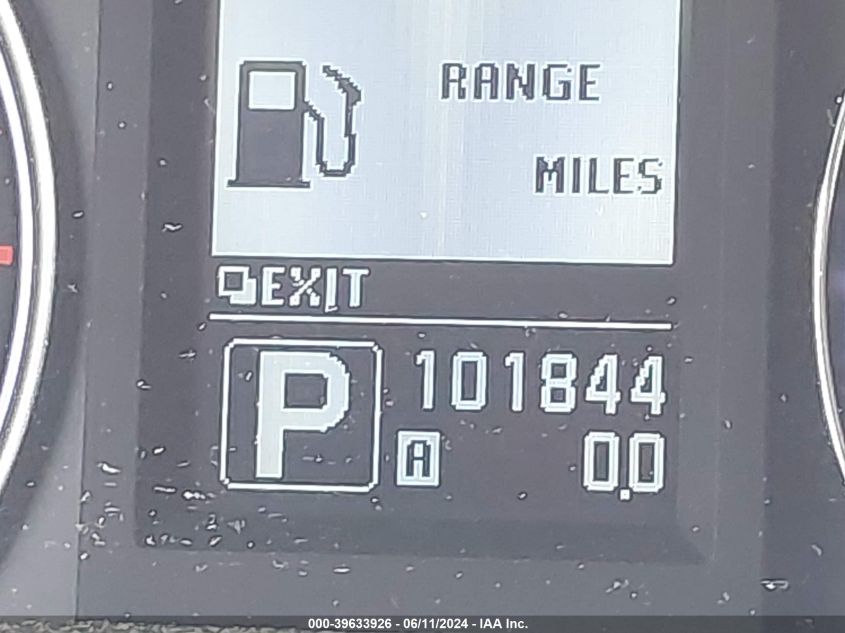 RANGE
MILES
EXIT
P 101844
A 0.0
000-39633926 - 06/11/2024 - IAA Inc.